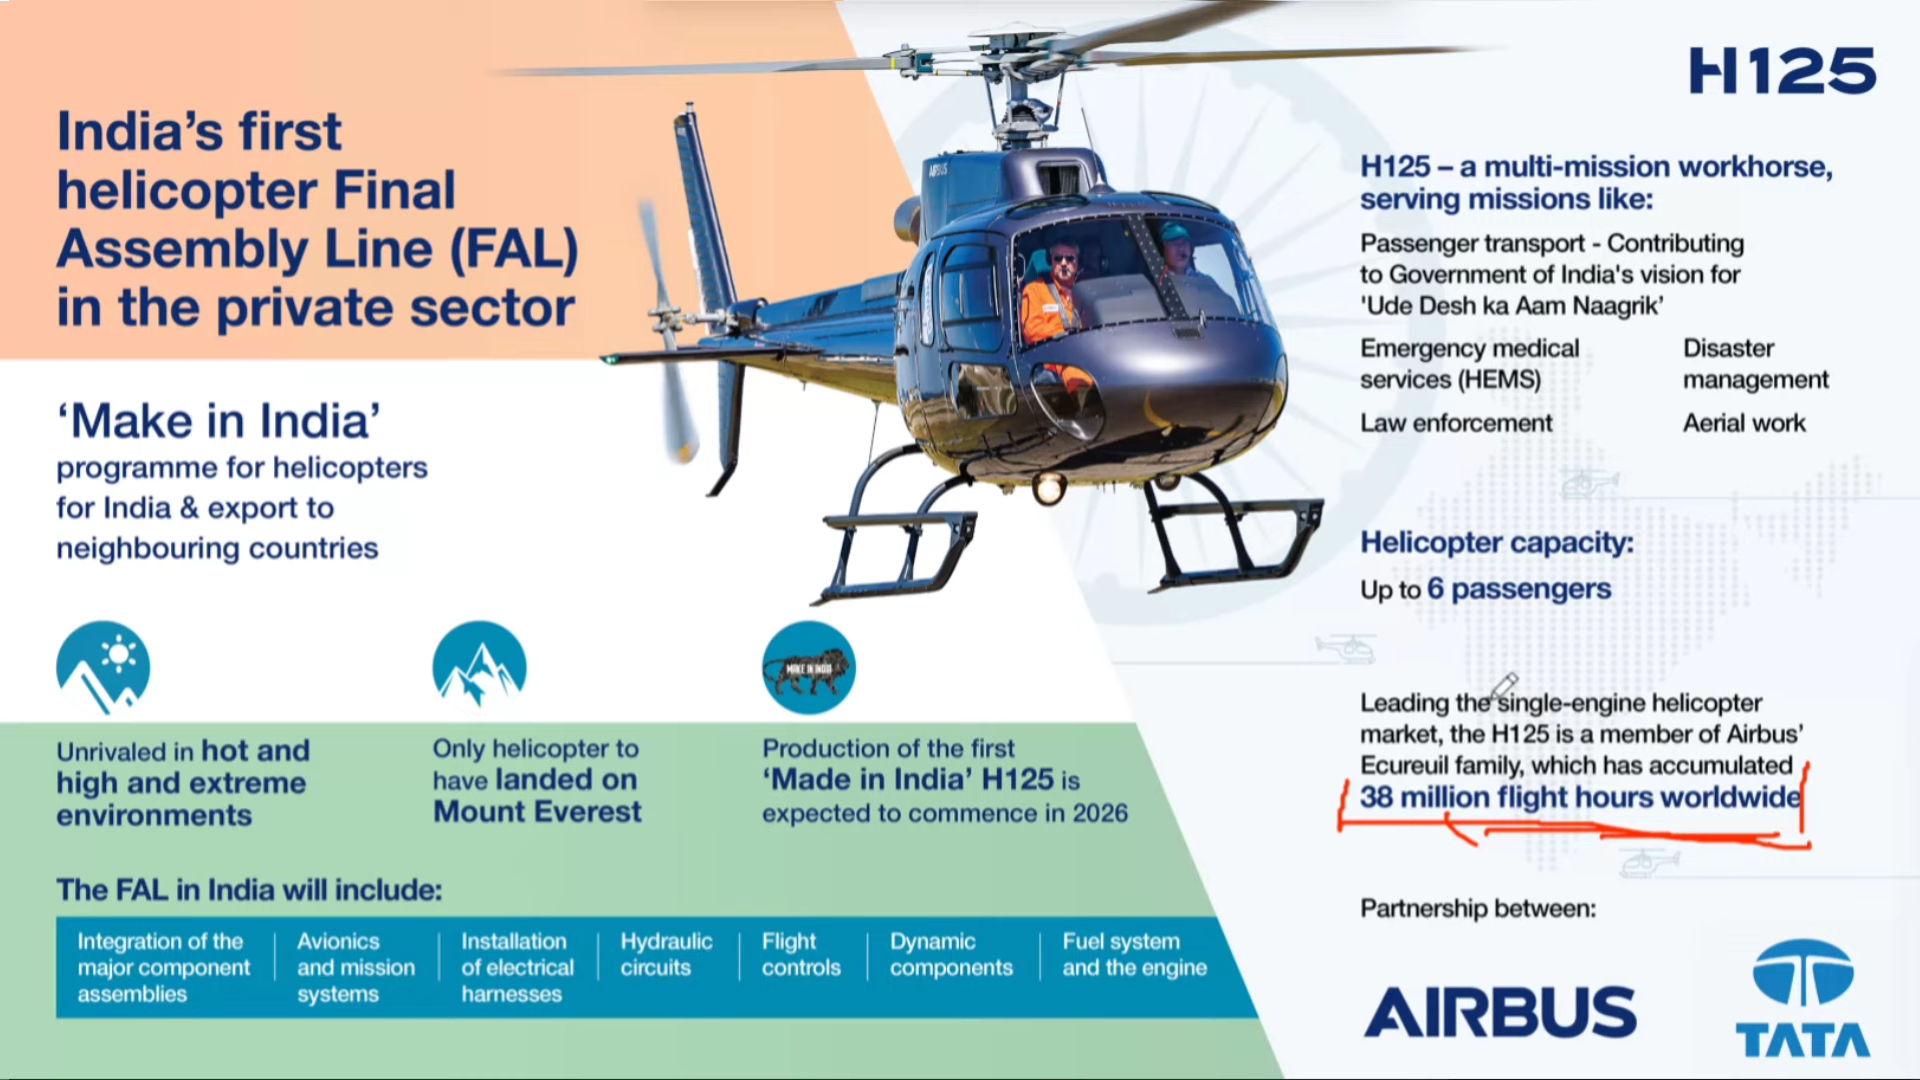 India's first
helicopter Final
Assembly Line (FAL)
in the private sector
'Make in India'
programme for helicopters
for India & export to
neighbouring countries
AIRBUS
MAKE IN INDIA
Unrivaled in hot and
high and extreme
environments
Only helicopter to
have landed on
Mount Everest
Production of the first
'Made in India' H125 is
expected to commence in 2026
The FAL in India will include:
Integration of the
major component
assemblies
Avionics
and mission
systems
Installation
of electrical
harnesses
Hydraulic
circuits
Flight
controls
Dynamic
components
Fuel system
and the engine
H125
H125 – a multi-mission workhorse,
serving missions like:
Passenger transport - Contributing
to Government of India's vision for
'Ude Desh ka Aam Naagrik'
Emergency medical
services (HEMS)
Disaster
management
Law enforcement
Aerial work
Helicopter capacity:
Up to 6 passengers
Leading the single-engine helicopter
market, the H125 is a member of Airbus'
Ecureuil family, which has accumulated
38 million flight hours worldwide
Partnership between:
AIRBUS
TATA